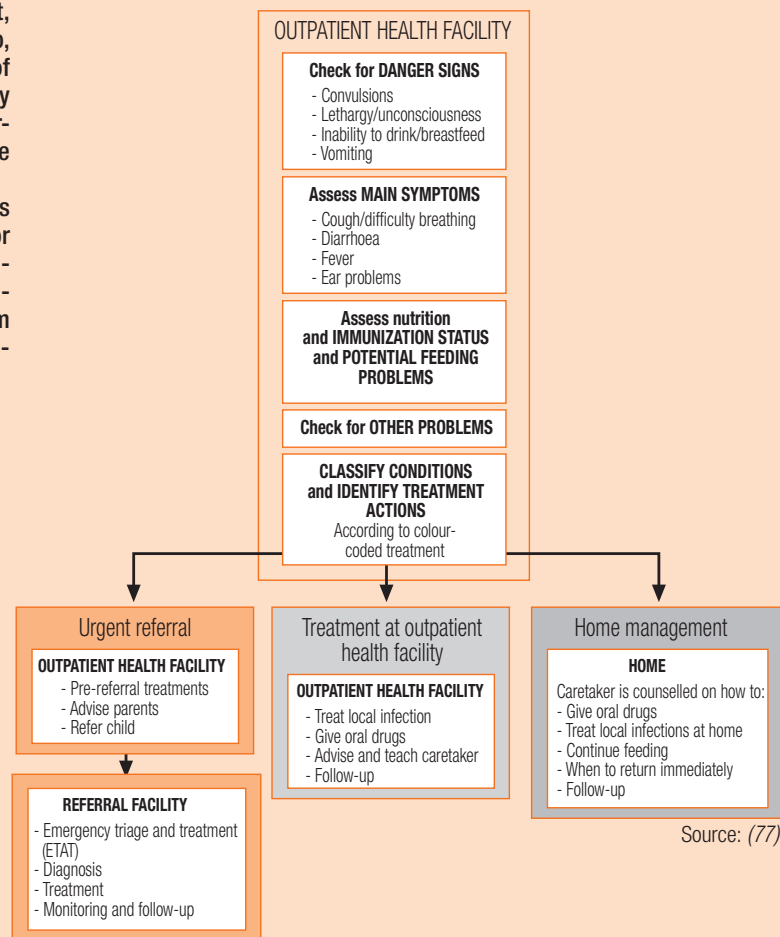 t,
o,
of
y
r-
e
s
or
-
-
m
-
OUTPATIENT HEALTH FACILITY
Check for DANGER SIGNS
- Convulsions
- Lethargy/unconsciousness
- Inability to drink/breastfeed
- Vomiting
Assess MAIN SYMPTOMS
- Cough/difficulty breathing
- Diarrhoea
- Fever
- Ear problems
Assess nutrition
and IMMUNIZATION STATUS
and POTENTIAL FEEDING
PROBLEMS
Check for OTHER PROBLEMS
CLASSIFY CONDITIONS
and IDENTIFY TREATMENT
ACTIONS
According to colour-
coded treatment
Urgent referral
OUTPATIENT HEALTH FACILITY
- Pre-referral treatments
- Advise parents
- Refer child
REFERRAL FACILITY
- Emergency triage and treatment
(ETAT)
- Diagnosis
- Treatment
- Monitoring and follow-up
Treatment at outpatient
health facility
OUTPATIENT HEALTH FACILITY
- Treat local infection
- Give oral drugs
- Advise and teach caretaker
- Follow-up
Home management
HOME
Caretaker is counselled on how to:
- Give oral drugs
- Treat local infections at home
- Continue feeding
- When to return immediately
- Follow-up
Source: (77)